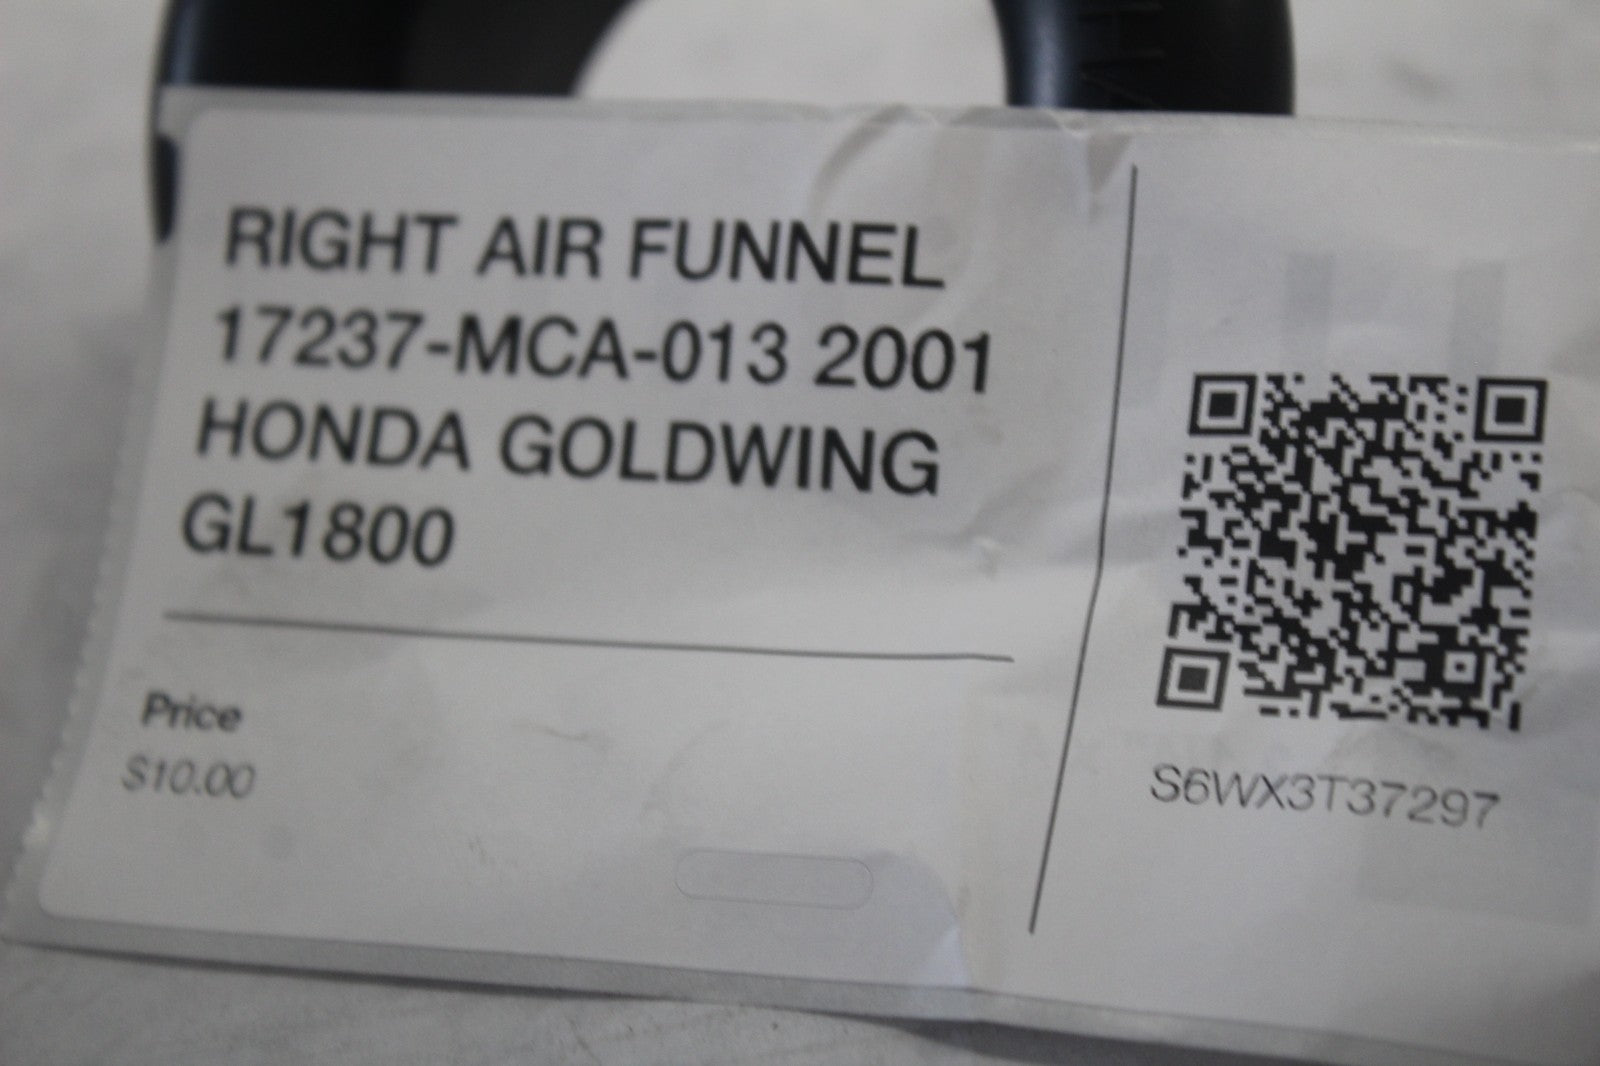 RIGHT AIR FUNNEL
17237-MCA-013 2001
HONDA GOLDWING
GL1800
Price
$10.00
S6WX3T37297